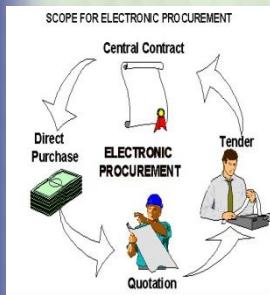 SCOPE FOR ELECTRONIC PROCUREMENT
Central Contract
Direct
Purchase
ELECTRONIC
PROCUREMENT
Tender
Quotation